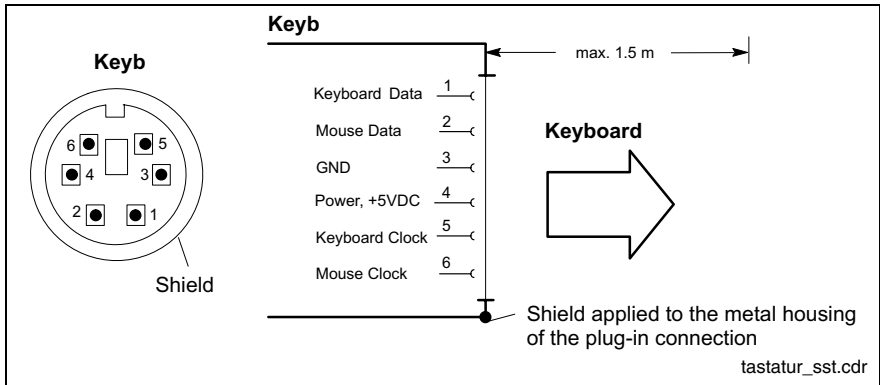 Keyb
6 5
4 3
2 1
Shield
Keyb
max. 1.5 m
Keyboard Data 1
Mouse Data 2
GND 3
Power, +5VDC 4
Keyboard Clock 5
Mouse Clock 6
Keyboard
Shield applied to the metal housing
of the plug-in connection
tastatur_sst.cdr